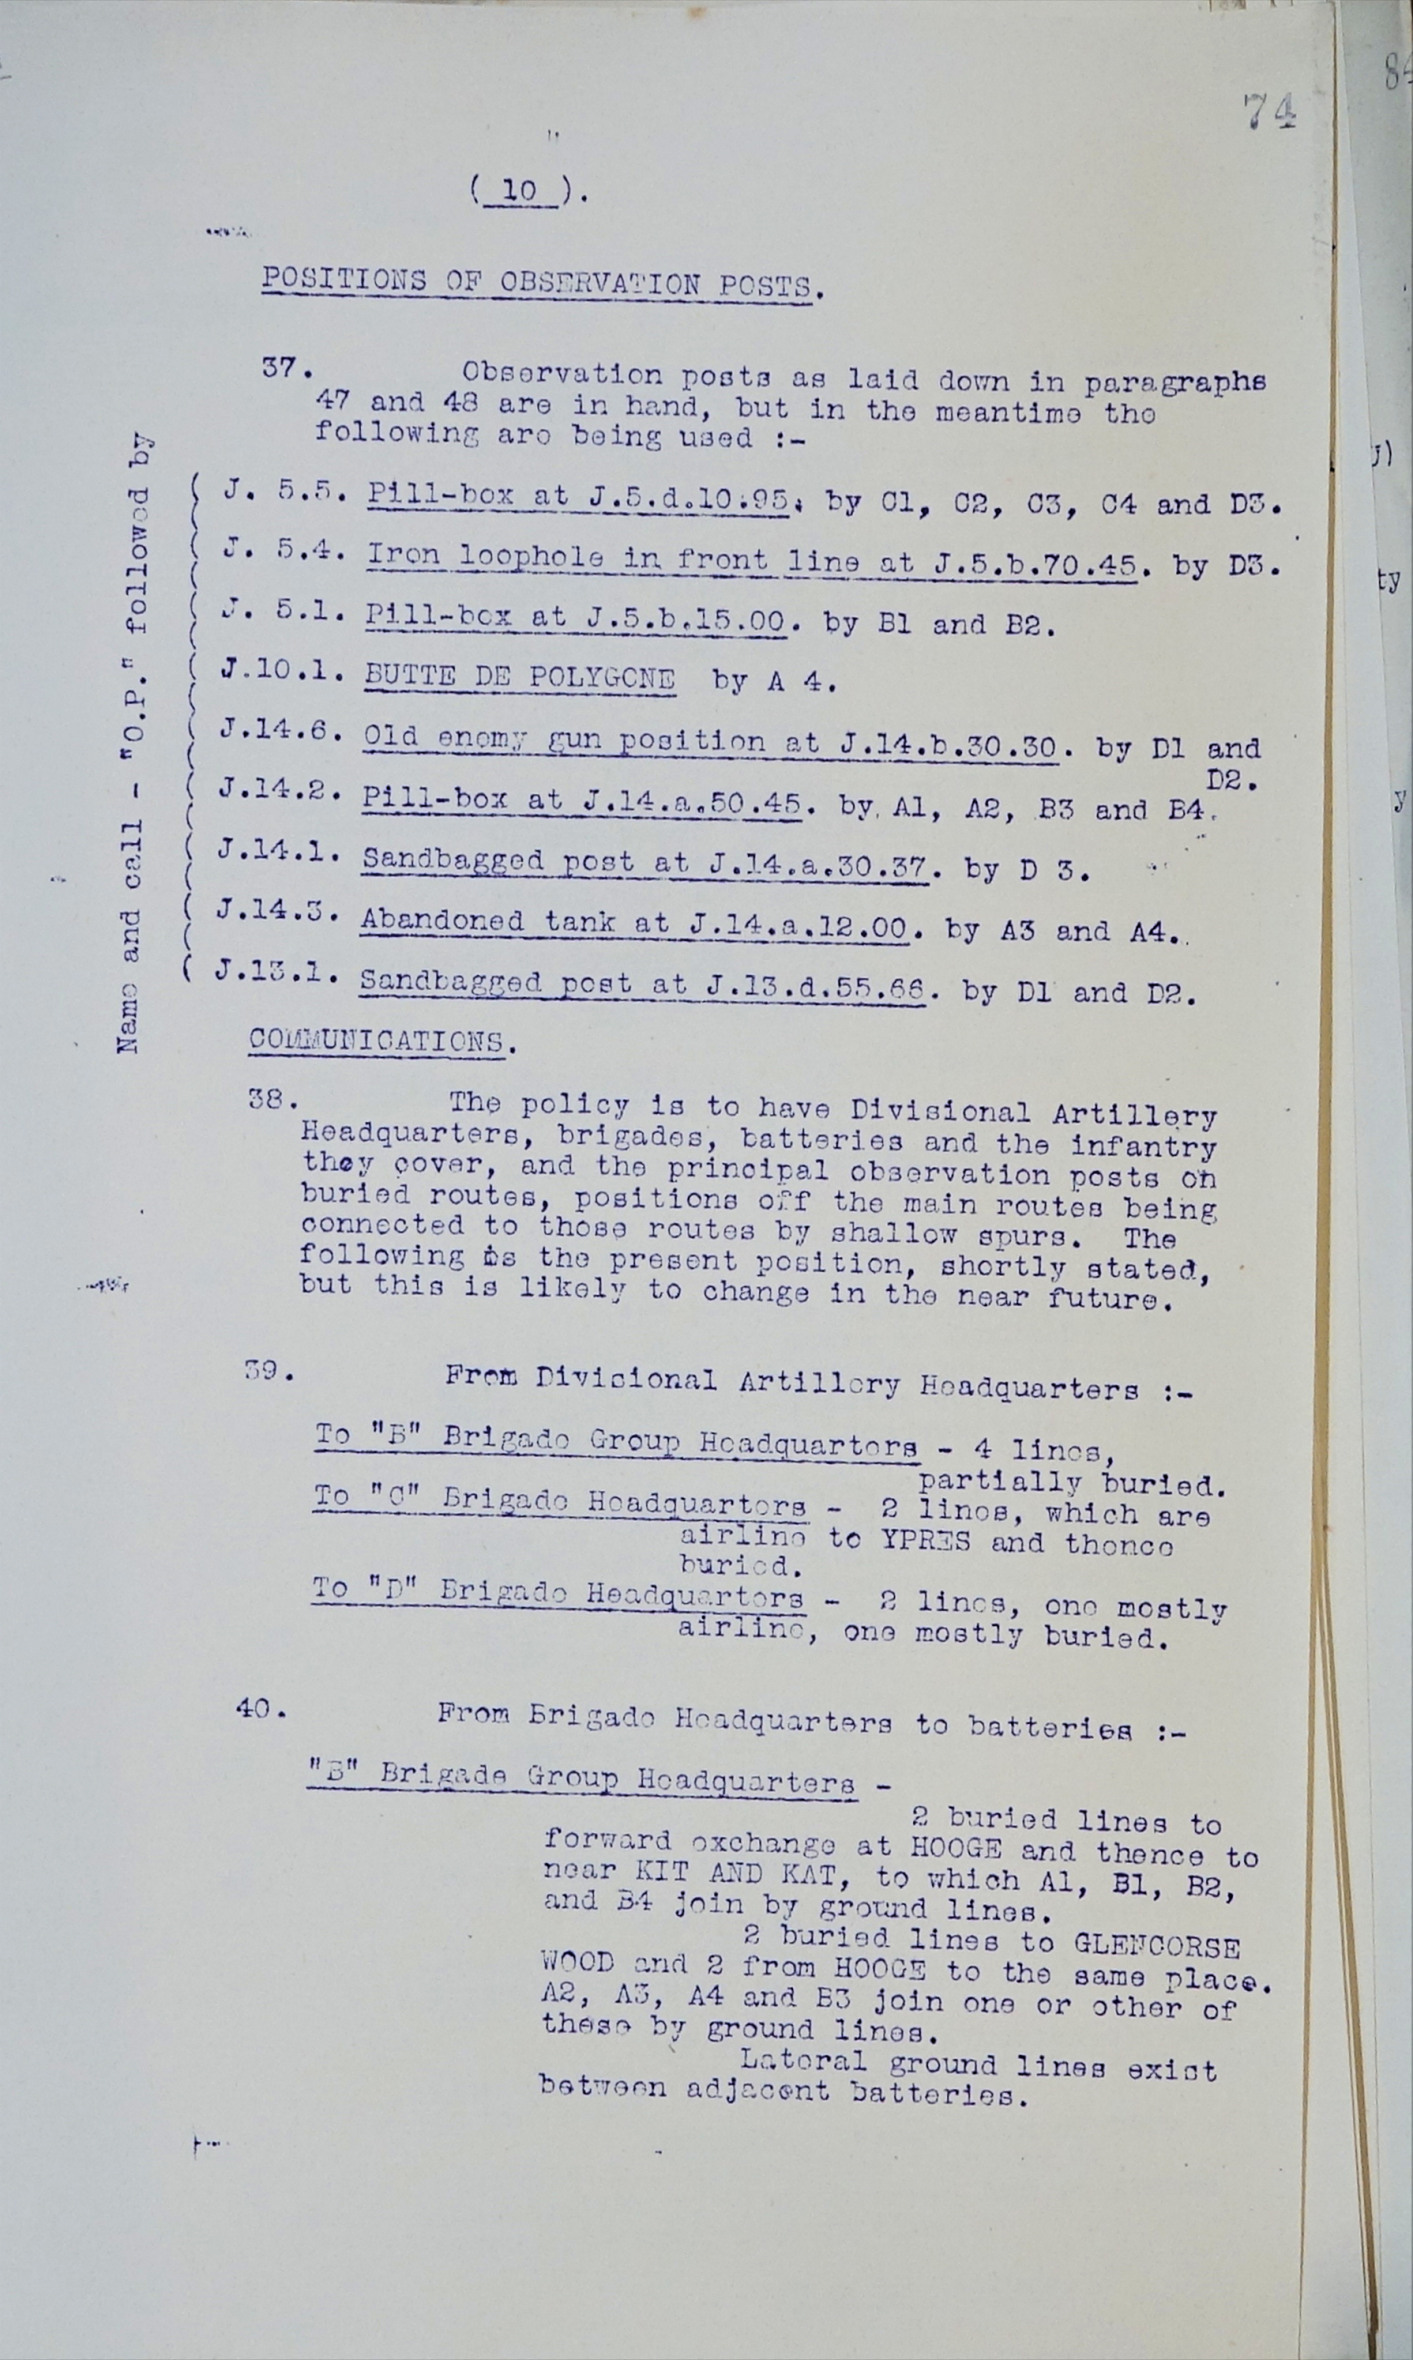 74
( 10 ).
POSITIONS OF OBSERVATION POSTS.
37. Observation posts as laid down in paragraphs
47 and 48 are in hand, but in the meantime the
following are being used :-
Name and call - "O.P." followed by
J. 5.5. Pill-box at J.5.d.10.95. by C1, C2, C3, C4 and D3.
J. 5.4. Iron loophole in front line at J.5.b.70.45. by D3.
J. 5.1. Pill-box at J.5.b.15.00. by B1 and B2.
J.10.1. BUTTE DE POLYGONE by A 4.
J.14.6. Old enemy gun position at J.14.b.30.30. by D1 and
D2.
J.14.2. Pill-box at J.14.a.50.45. by A1, A2, B3 and B4.
J.14.1. Sandbagged post at J.14.a.30.37. by D 3.
J.14.3. Abandoned tank at J.14.a.12.00. by A3 and A4.
J.13.1. Sandbagged post at J.13.d.55.66. by D1 and D2.
COMMUNICATIONS.
38. The policy is to have Divisional Artillery
Headquarters, brigades, batteries and the infantry
they cover, and the principal observation posts on
buried routes, positions off the main routes being
connected to those routes by shallow spurs. The
following is the present position, shortly stated,
but this is likely to change in the near future.
39. From Divisional Artillery Headquarters :-
To "B" Brigade Group Headquarters - 4 lines,
partially buried.
To "C" Brigade Headquarters - 2 lines, which are
airline to YPRES and thence
buried.
To "D" Brigade Headquarters - 2 lines, one mostly
airline, one mostly buried.
40. From Brigade Headquarters to batteries :-
"B" Brigade Group Headquarters -
2 buried lines to
forward exchange at HOOGE and thence to
near KIT AND KAT, to which A1, B1, B2,
and B4 join by ground lines.
2 buried lines to GLENCORSE
WOOD and 2 from HOOGE to the same place.
A2, A3, A4 and B3 join one or other of
these by ground lines.
Lateral ground lines exist
between adjacent batteries.